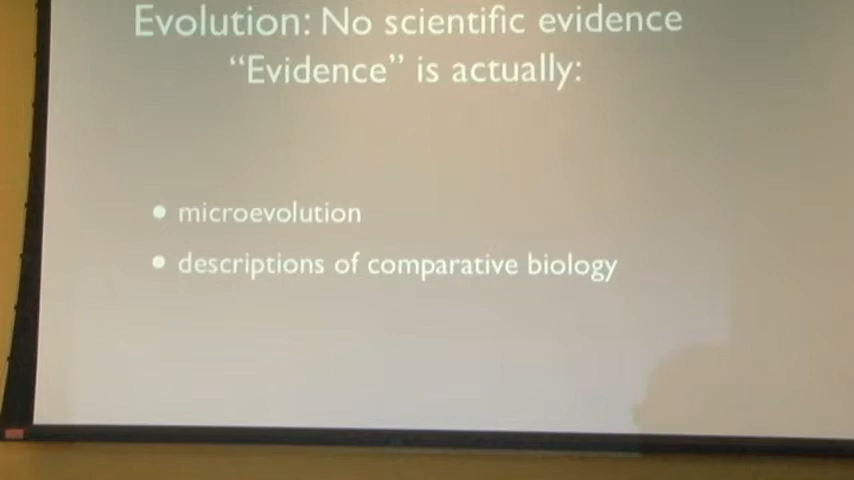 Evolution: No scientific evidence
“Evidence” is actually:
• microevolution
• descriptions of comparative biology